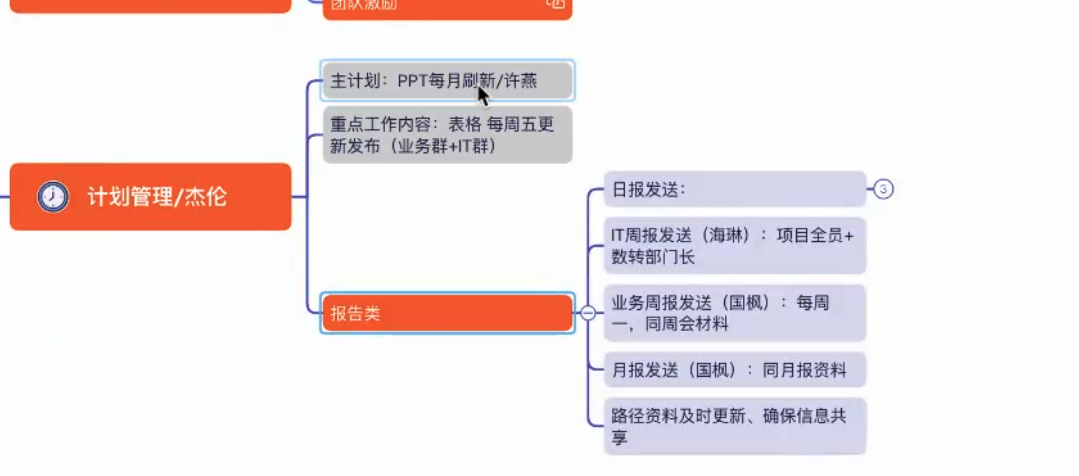 团队激励
主计划：PPT每月刷新/许燕
重点工作内容：表格 每周五更
新发布（业务群+IT群）
计划管理/杰伦
日报发送：
3
IT周报发送（海琳）：项目全员+
数转部门长
报告类
业务周报发送（国枫）：每周
一，同周会材料
月报发送（国枫）：同月报资料
路径资料及时更新、确保信息共
享